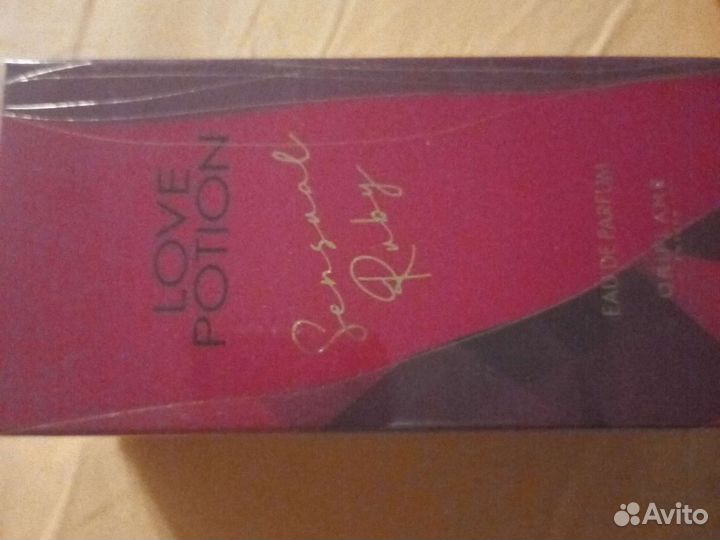 LOVE
POTION
Sensual
Ruby
EAU DE PARFUM
ORIFLAME
Avito